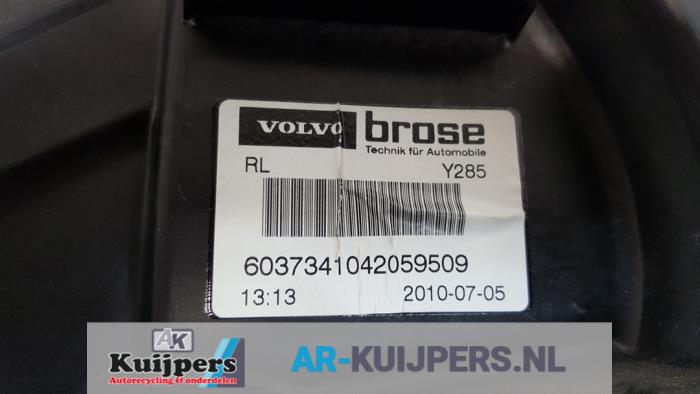 VOLVO brose
Technik für Automobile
RL Y285
6037341042059509
13:13 2010-07-05
AK
Kuijpers
Autorecycling & onderdelen
AR-KUIJPERS.NL